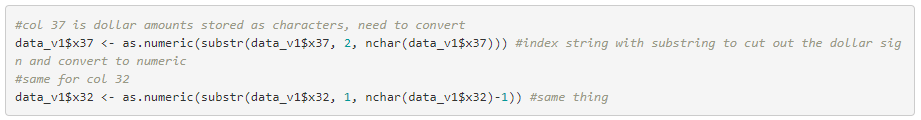 #col 37 is dollar amounts stored as characters, need to convert
data_v1$x37 <- as.numeric(substr(data_v1$x37, 2, nchar(data_v1$x37))) #index string with substring to cut out the dollar sig
n and convert to numeric
#same for col 32
data_v1$x32 <- as.numeric(substr(data_v1$x32, 1, nchar(data_v1$x32)-1)) #same thing